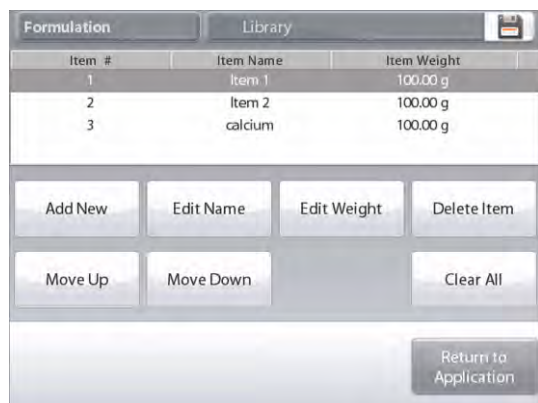 Formulation Library
Item # Item Name Item Weight
1 Item 1 100.00 g
2 Item 2 100.00 g
3 calcium 100.00 g
Add New Edit Name Edit Weight Delete Item
Move Up Move Down Clear All
Return to
Application